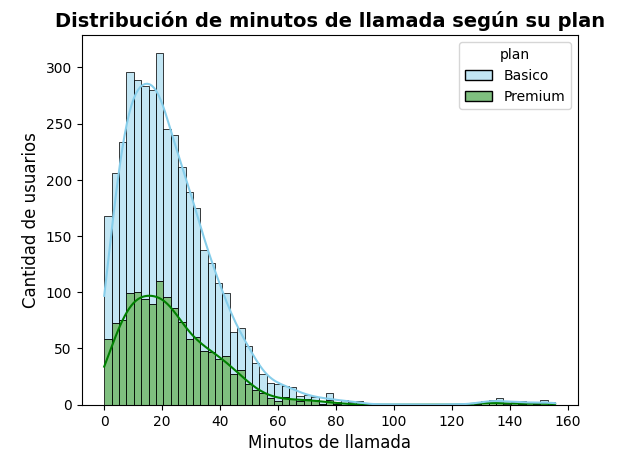 Distribución de minutos de llamada según su plan
plan
Basico
Premium
Cantidad de usuarios
300
250
200
150
100
50
0
0 20 40 60 80 100 120 140 160
Minutos de llamada